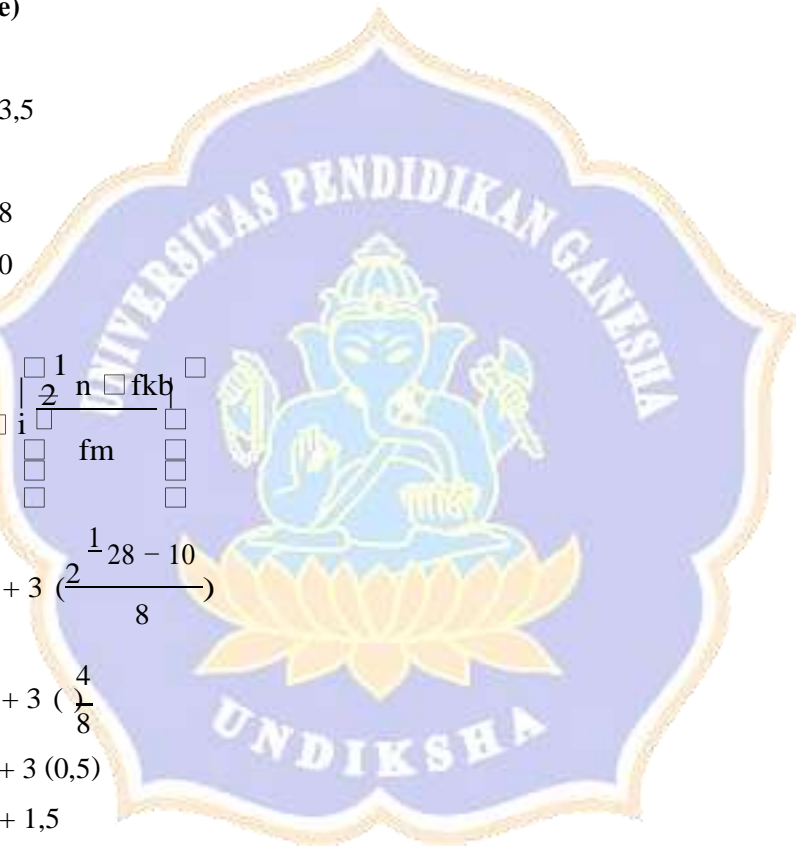 e)
3,5
8
0
UNIVERSITAS PENDIDIKAN GANESHA
□ 1 □
| 2 n □ fkb |
□ i □ □
□ fm □
□ □
□ □
1 28 − 10
+ 3 (2 )
8
4
+ 3 ( )
8
+ 3 (0,5)
+ 1,5
UNDIKSHA